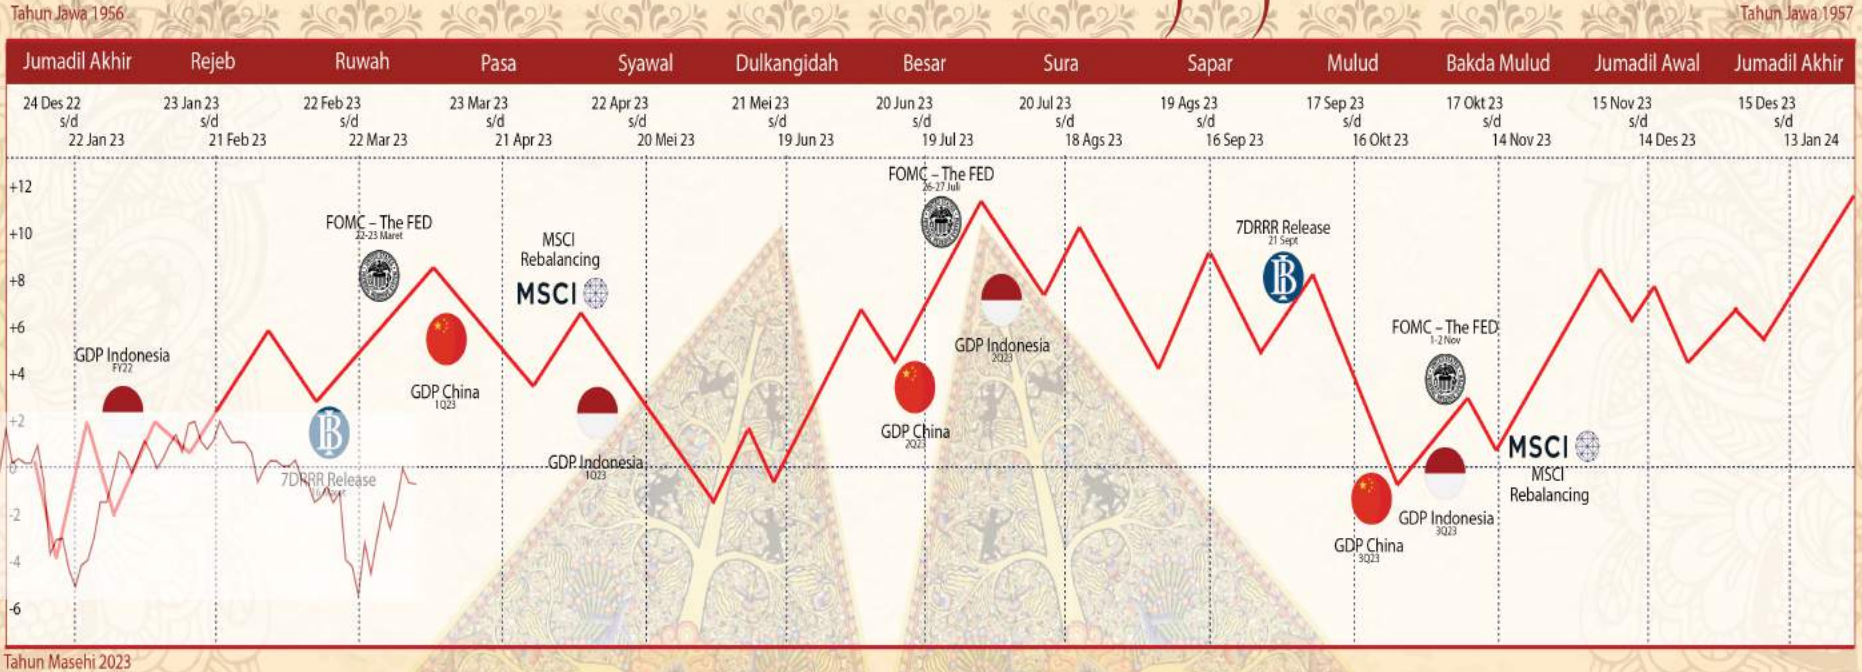 Tahun Jawa 1956
Tahun Jawa 1957
Jumadil Akhir
Rejeb
Ruwah
Pasa
Syawal
Dulkangidah
Besar
Sura
Sapar
Mulud
Bakda Mulud
Jumadil Awal
Jumadil Akhir
24 Des 22
s/d
22 Jan 23
23 Jan 23
s/d
21 Feb 23
22 Feb 23
s/d
22 Mar 23
23 Mar 23
s/d
21 Apr 23
22 Apr 23
s/d
20 Mei 23
21 Mei 23
s/d
19 Jun 23
20 Jun 23
s/d
19 Jul 23
20 Jul 23
s/d
18 Ags 23
19 Ags 23
s/d
16 Sep 23
17 Sep 23
s/d
16 Okt 23
17 Okt 23
s/d
14 Nov 23
15 Nov 23
s/d
14 Des 23
15 Des 23
s/d
13 Jan 24
+12
+10
+8
+6
+4
+2
0
-2
-4
-6
GDP Indonesia
FY22
7DRRR Release
FOMC – The FED
22-23 Maret
GDP China
1Q23
MSCI
Rebalancing
MSCI
GDP Indonesia
1Q23
FOMC – The FED
26-27 Juli
GDP China
2Q23
GDP Indonesia
2Q23
7DRRR Release
21 Sept
GDP China
3Q23
FOMC – The FED
1-2 Nov
GDP Indonesia
3Q23
MSCI
MSCI
Rebalancing
Tahun Masehi 2023